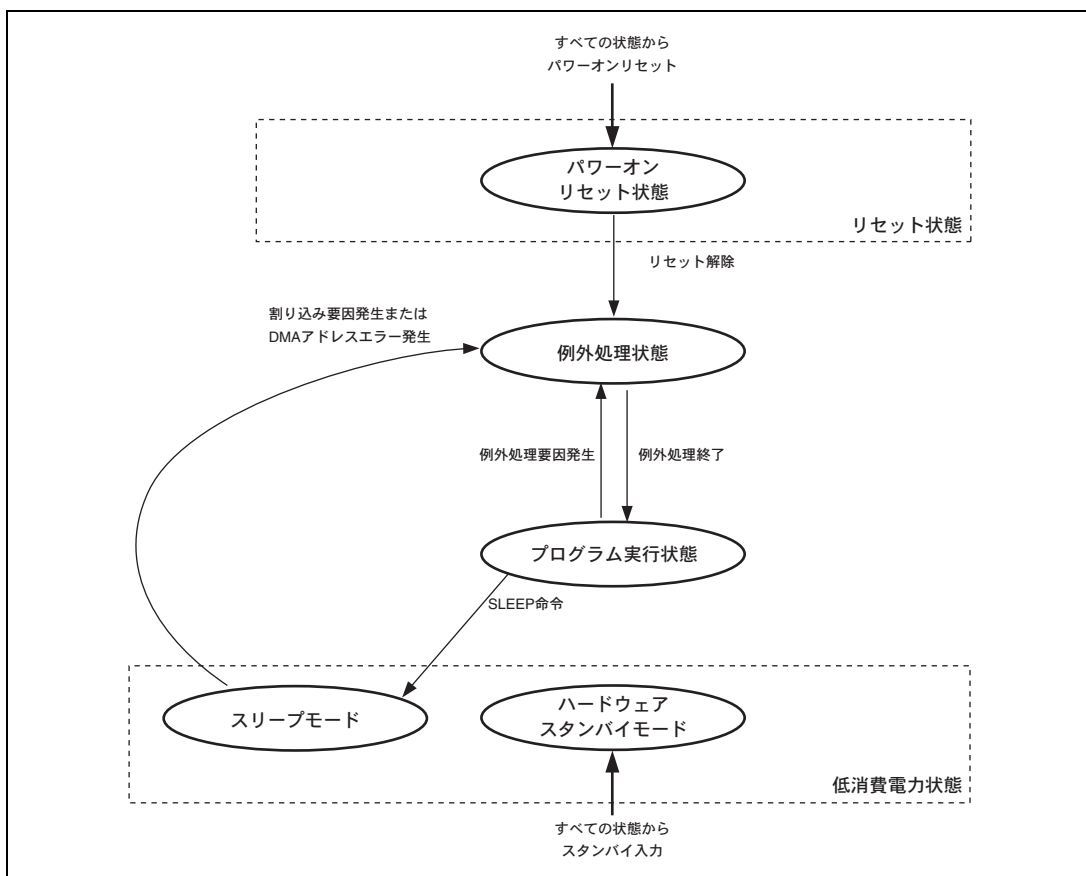 すべての状態から
パワーオンリセット
パワーオン
リセット状態
リセット状態
リセット解除
割り込み要因発生または
DMAアドレスエラー発生
例外処理状態
例外処理要因発生
例外処理終了
プログラム実行状態
SLEEP命令
スリープモード
ハードウェア
スタンバイモード
低消費電力状態
すべての状態から
スタンバイ入力